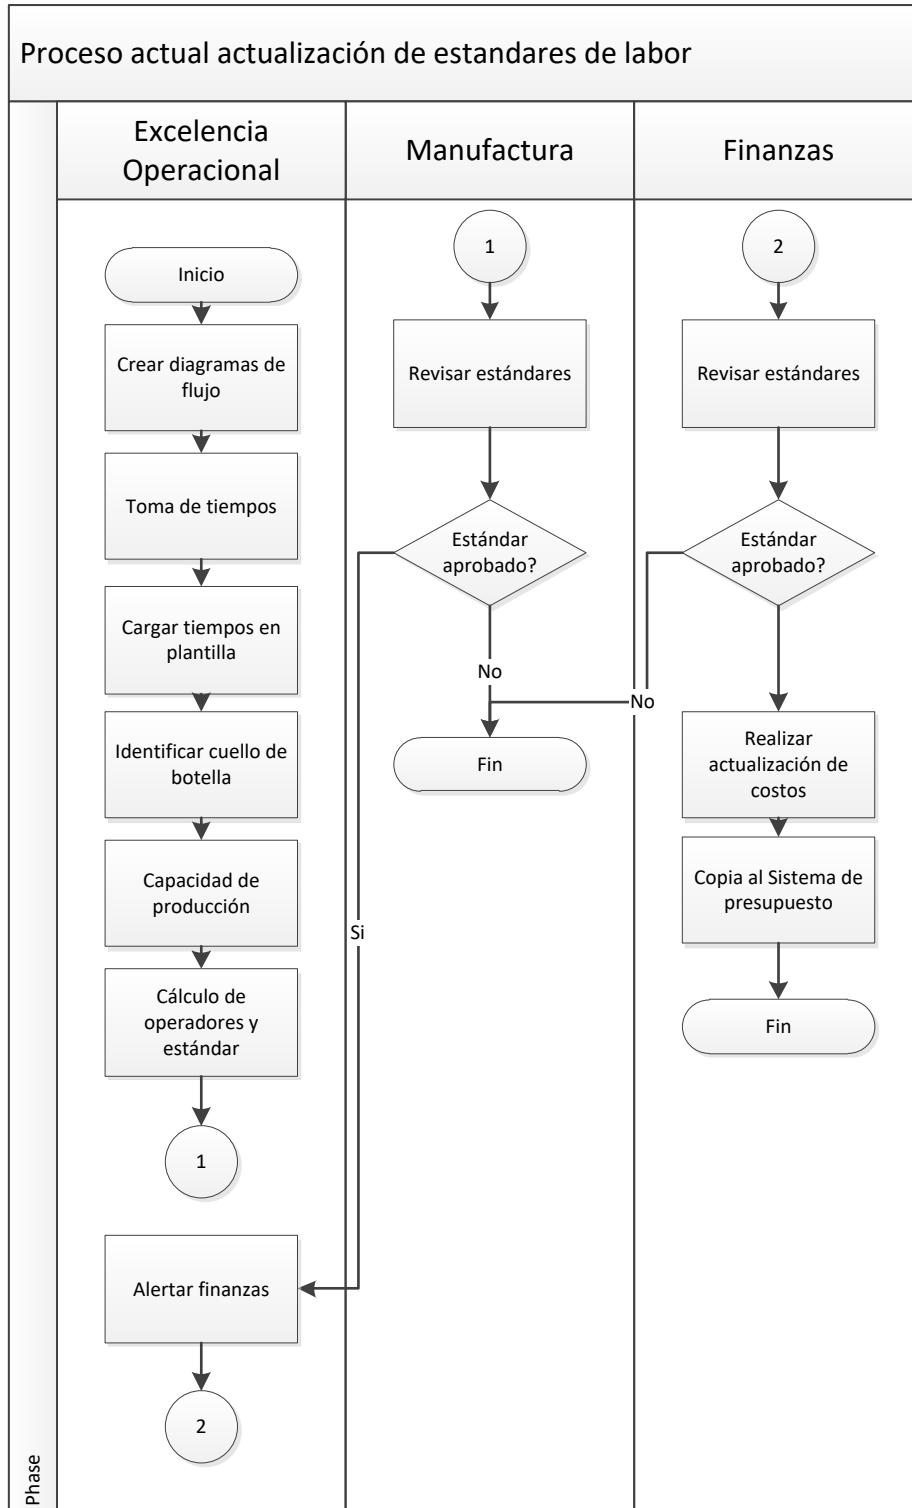 Proceso actual actualización de estandares de labor
Excelencia
Operacional
Manufactura
Finanzas
Inicio
Crear diagramas de
flujo
Toma de tiempos
Cargar tiempos en
plantilla
Identificar cuello de
botella
Capacidad de
producción
Cálculo de
operadores y
estándar
1
Alertar finanzas
2
1
Revisar estándares
Estándar
aprobado?
No
Si
Fin
2
Revisar estándares
Estándar
aprobado?
No
Realizar
actualización de
costos
Copia al Sistema de
presupuesto
Fin
Phase